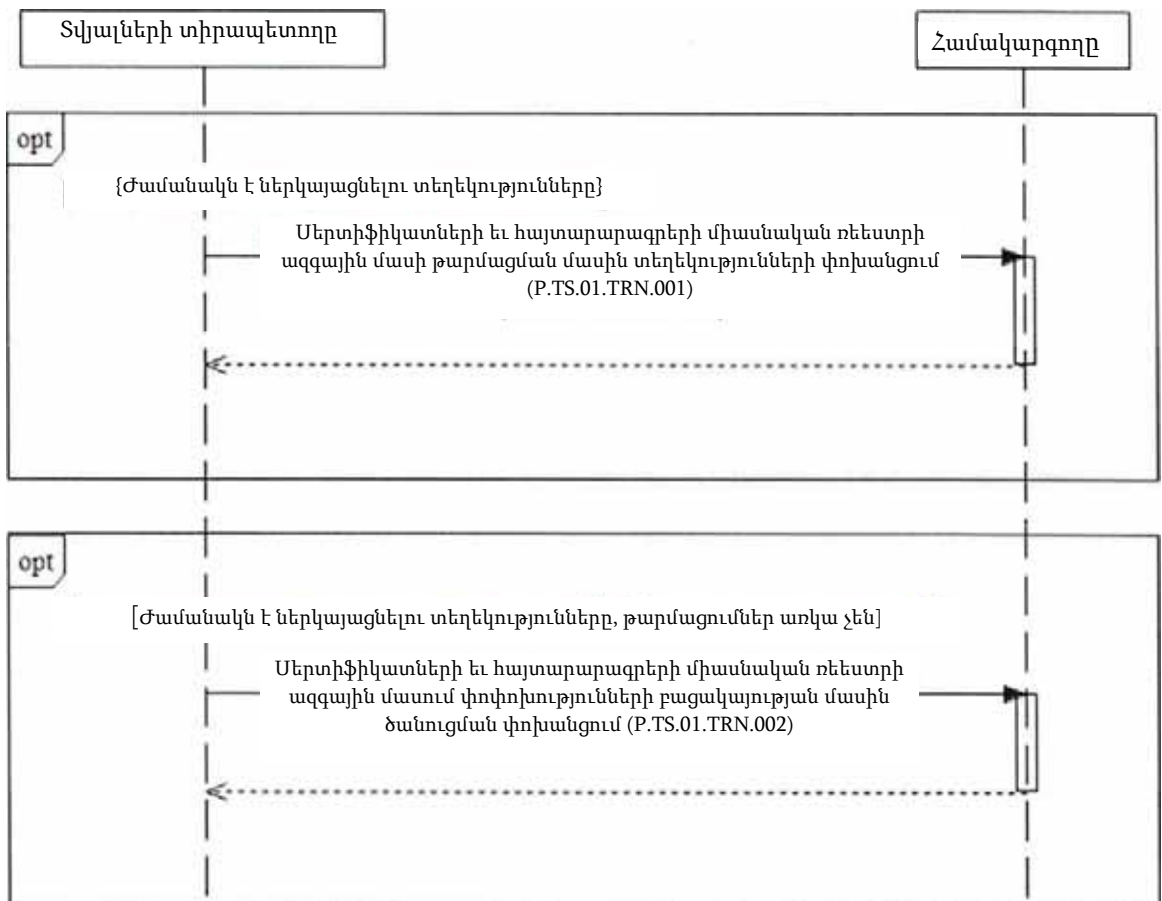 Տվյալների տիրապետողը
Համակարգողը
opt
{Ժամանակն է ներկայացնելու տեղեկությունները}
Սերտիֆիկատների եւ հայտարարագրերի միասնական ռեեստրի
ազգային մասի թարմացման մասին տեղեկությունների փոխանցում
(P.TS.01.TRN.001)
opt
[Ժամանակն է ներկայացնելու տեղեկությունները, թարմացումներ առկա չեն]
Սերտիֆիկատների եւ հայտարարագրերի միասնական ռեեստրի
ազգային մասում փոփոխությունների բացակայության մասին
ծանուցման փոխանցում (P.TS.01.TRN.002)